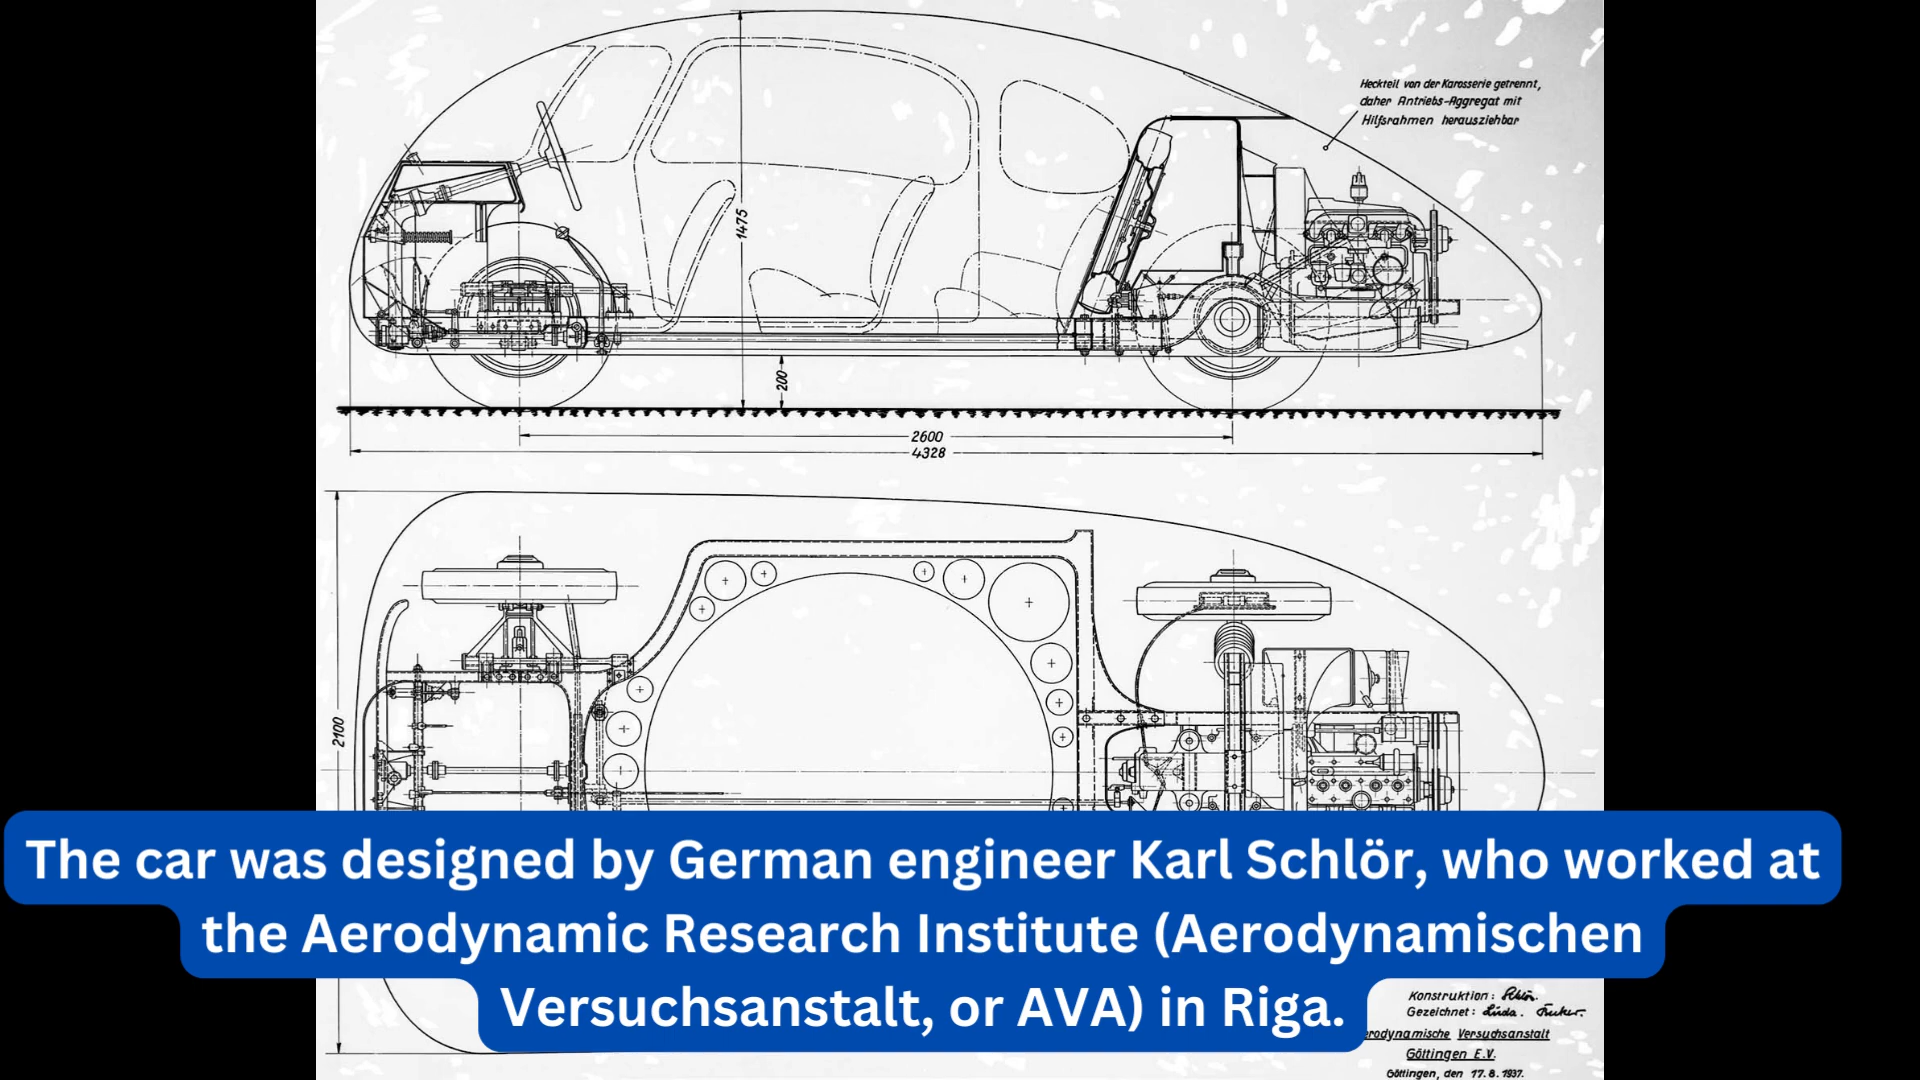 Heckteil von der Karosserie getrennt,
daher Antriebs-Aggregat mit
Hilfsrahmen herausziehbar
1475
200
2600
4328
2100
The car was designed by German engineer Karl Schlör, who worked at
the Aerodynamic Research Institute (Aerodynamischen
Versuchsanstalt, or AVA) in Riga.
Konstruktion:
Gezeichnet: Linda.
erodynamische Versuchsanstalt
Göttingen E.V.
Göttingen, den 17.8.1937.